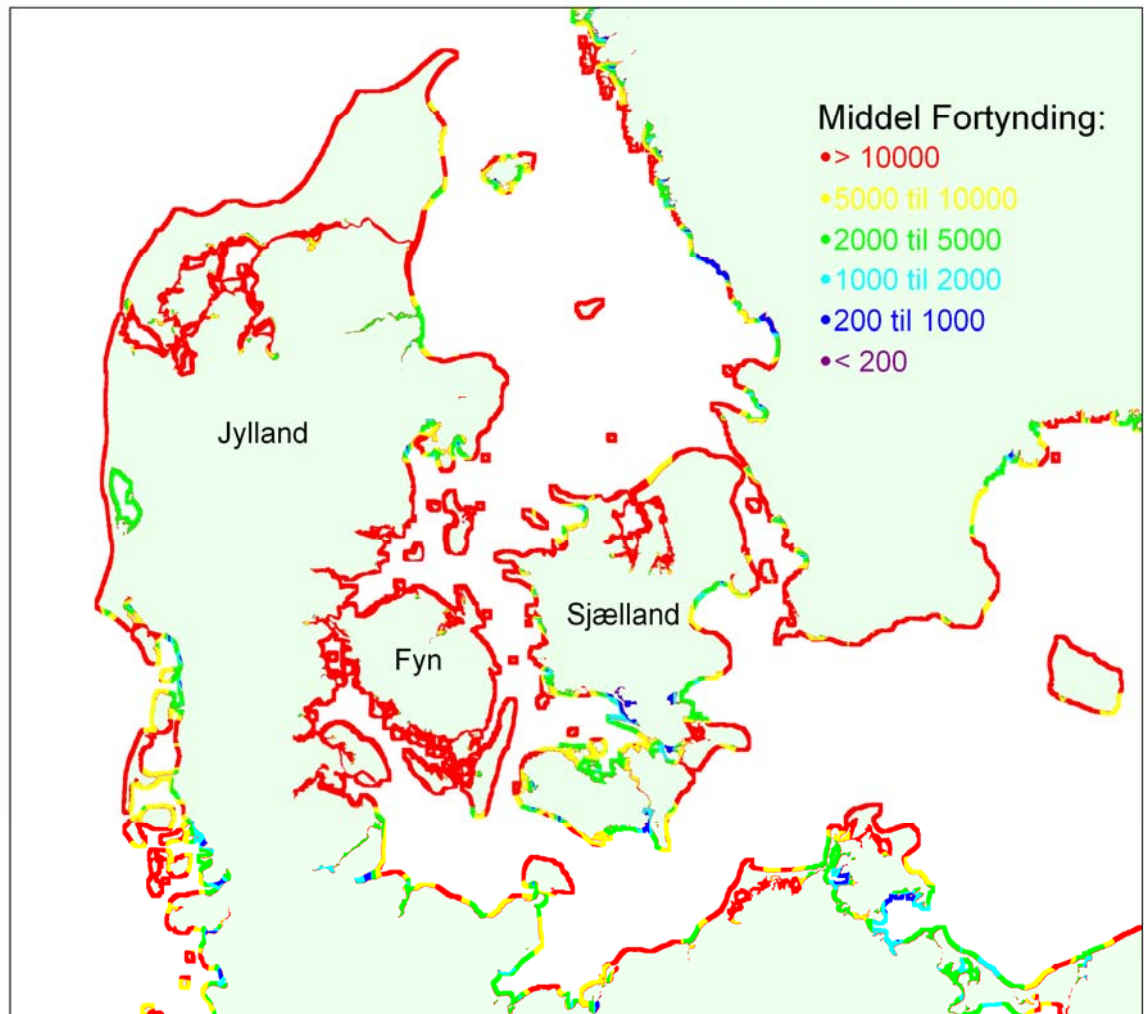 Middel Fortynding:
•> 10000
•5000 til 10000
•2000 til 5000
•1000 til 2000
•200 til 1000
•< 200
Jylland
Sjælland
Fyn